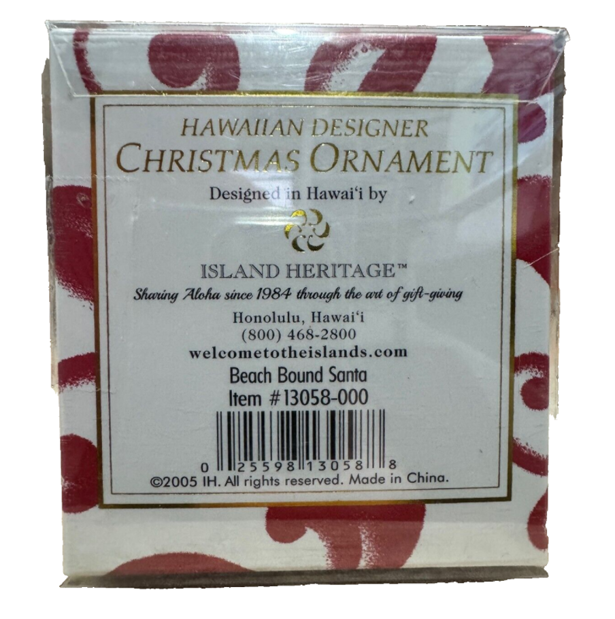 HAWAIIAN DESIGNER
CHRISTMAS ORNAMENT
Designed in Hawaiʻi by
ISLAND HERITAGE™
Sharing Aloha since 1984 through the art of gift-giving
Honolulu, Hawaiʻi
(800) 468-2800
welcometotheislands.com
Beach Bound Santa
Item #13058-000
0 25598 13058 8
©2005 IH. All rights reserved. Made in China.